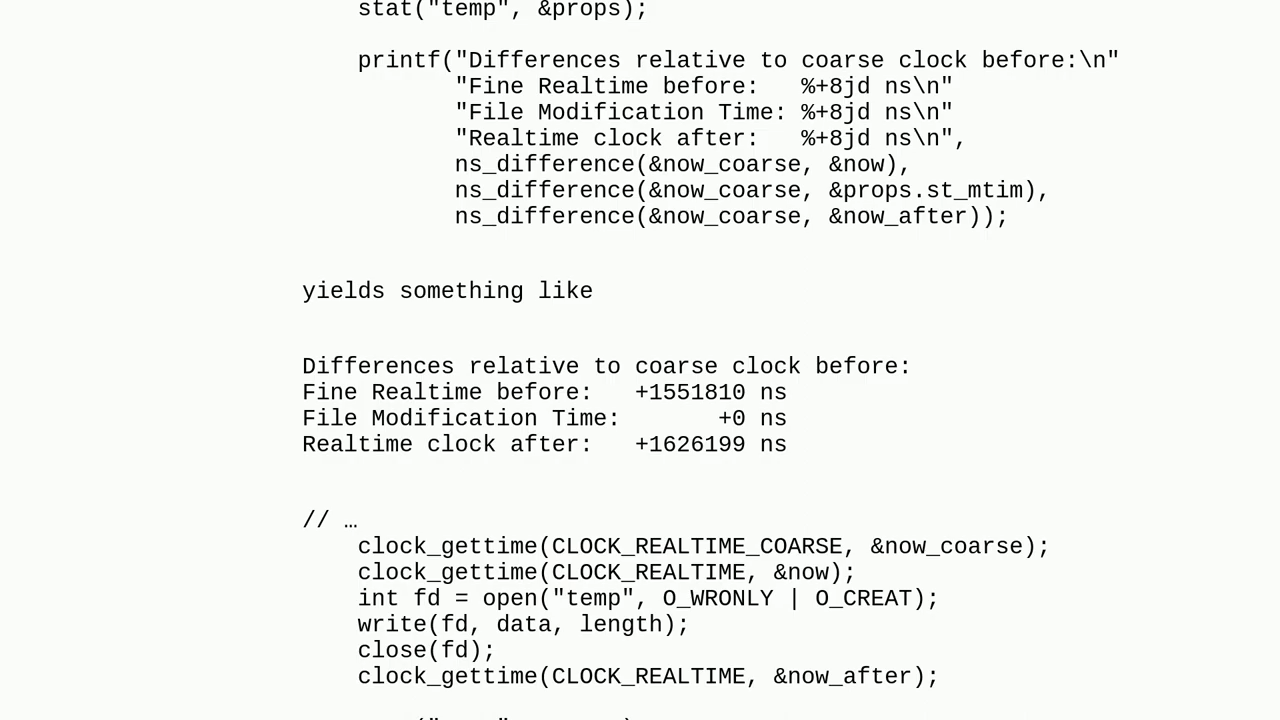 stat("temp", &props);
printf("Differences relative to coarse clock before:\n"
"Fine Realtime before:   %+8jd ns\n"
"File Modification Time: %+8jd ns\n"
"Realtime clock after:   %+8jd ns\n",
ns_difference(&now_coarse, &now),
ns_difference(&now_coarse, &props.st_mtim),
ns_difference(&now_coarse, &now_after));
yields something like
Differences relative to coarse clock before:
Fine Realtime before:   +1551810 ns
File Modification Time:       +0 ns
Realtime clock after:   +1626199 ns
// …
clock_gettime(CLOCK_REALTIME_COARSE, &now_coarse);
clock_gettime(CLOCK_REALTIME, &now);
int fd = open("temp", O_WRONLY | O_CREAT);
write(fd, data, length);
close(fd);
clock_gettime(CLOCK_REALTIME, &now_after);